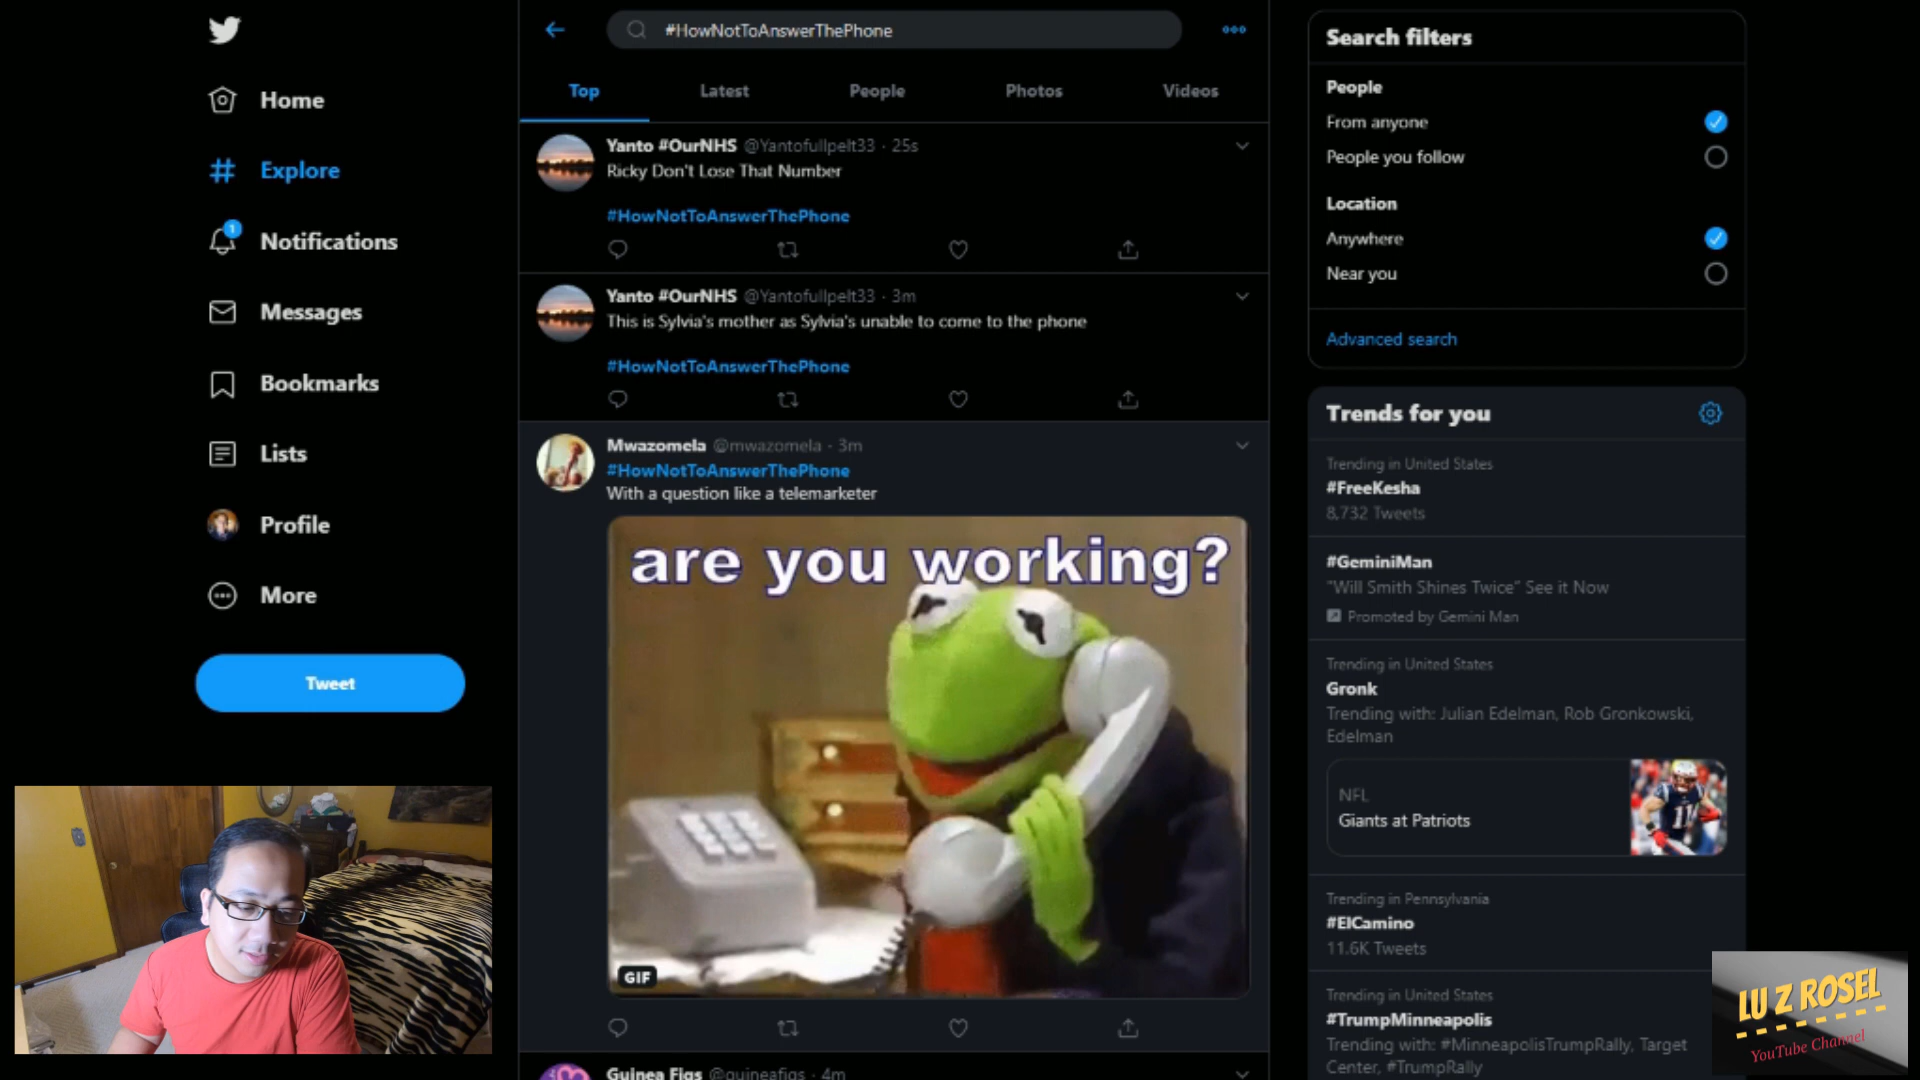 Home
Explore
1
Notifications
Messages
Bookmarks
Lists
Profile
More
Tweet
#HowNotToAnswerThePhone
Top
Latest
People
Photos
Videos
Yanto #OurNHS @Yantofullpelt33 · 25s
Ricky Don't Lose That Number
#HowNotToAnswerThePhone
Yanto #OurNHS @Yantofullpelt33 · 3m
This is Sylvia's mother as Sylvia's unable to come to the phone
#HowNotToAnswerThePhone
Mwazomela @mwazomela · 3m
#HowNotToAnswerThePhone
With a question like a telemarketer
are you working?
GIF
Guinea Figs @guineafigs · 4m
Search filters
People
From anyone
People you follow
Location
Anywhere
Near you
Advanced search
Trends for you
Trending in United States
#FreeKesha
8,732 Tweets
#GeminiMan
"Will Smith Shines Twice" See it Now
Promoted by Gemini Man
Trending in United States
Gronk
Trending with: Julian Edelman, Rob Gronkowski,
Edelman
NFL
Giants at Patriots
11
Trending in Pennsylvania
#ElCamino
11.6K Tweets
Trending in United States
#TrumpMinneapolis
Trending with: #MinneapolisTrumpRally, Target
Center, #TrumpRally
LU Z ROSEL
YouTube Channel